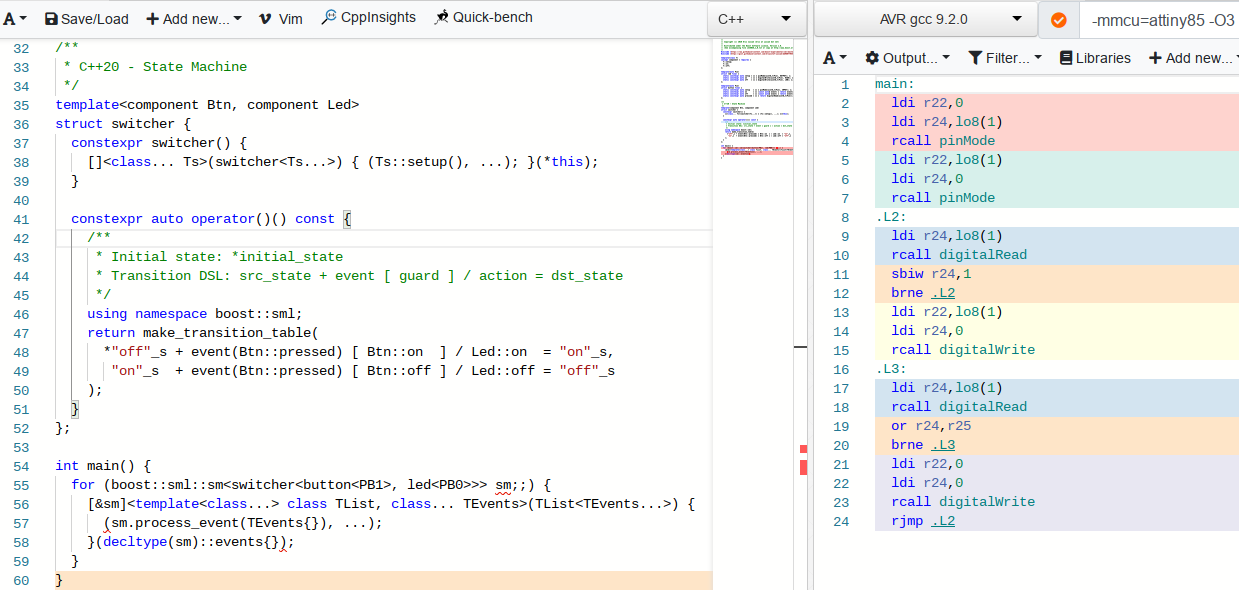 A Save/Load + Add new... Vim CppInsights Quick-bench C++
32 /**
33 * C++20 - State Machine
34 */
35 template<component Btn, component Led>
36 struct switcher {
37 constexpr switcher() {
38 []<class... Ts>(switcher<Ts...>) { (Ts::setup(), ...); }(*this);
39 }
40
41 constexpr auto operator()() const {
42 /**
43 * Initial state: *initial_state
44 * Transition DSL: src_state + event [ guard ] / action = dst_state
45 */
46 using namespace boost::sml;
47 return make_transition_table(
48 *"off"_s + event(Btn::pressed) [ Btn::on  ] / Led::on  = "on"_s,
49 "on"_s  + event(Btn::pressed) [ Btn::off ] / Led::off = "off"_s
50 );
51 }
52 };
53
54 int main() {
55 for (boost::sml::sm<switcher<button<PB1>, led<PB0>>> sm;;) {
56 [&sm]<template<class...> class TList, class... TEvents>(TList<TEvents...>) {
57 (sm.process_event(TEvents{}), ...);
58 }(decltype(sm)::events{});
59 }
60 }
AVR gcc 9.2.0 -mmcu=attiny85 -O3
A Output... Filter... Libraries + Add new...
1 main:
2 ldi r22,0
3 ldi r24,lo8(1)
4 rcall pinMode
5 ldi r22,lo8(1)
6 ldi r24,0
7 rcall pinMode
8 .L2:
9 ldi r24,lo8(1)
10 rcall digitalRead
11 sbiw r24,1
12 brne .L2
13 ldi r22,lo8(1)
14 ldi r24,0
15 rcall digitalWrite
16 .L3:
17 ldi r24,lo8(1)
18 rcall digitalRead
19 or r24,r25
20 brne .L3
21 ldi r22,0
22 ldi r24,0
23 rcall digitalWrite
24 rjmp .L2